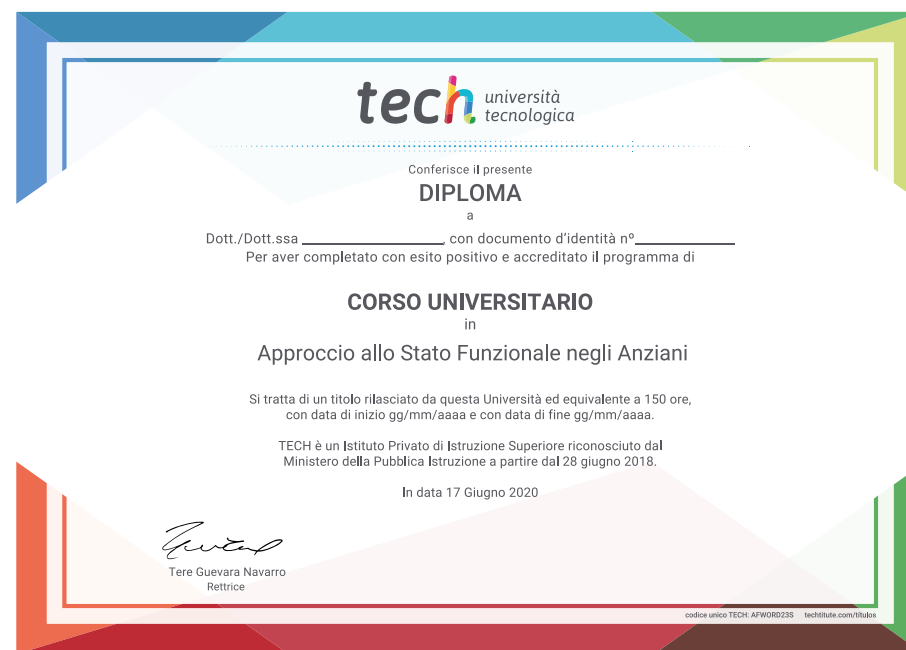 tech università
tecnologica
Conferisce il presente
DIPLOMA
a
Dott./Dott.ssa ____________________, con documento d'identità nº______________
Per aver completato con esito positivo e accreditato il programma di
CORSO UNIVERSITARIO
in
Approccio allo Stato Funzionale negli Anziani
Si tratta di un titolo rilasciato da questa Università ed equivalente a 150 ore,
con data di inizio gg/mm/aaaa e con data di fine gg/mm/aaaa.
TECH è un Istituto Privato di Istruzione Superiore riconosciuto dal
Ministero della Pubblica Istruzione a partire dal 28 giugno 2018.
In data 17 Giugno 2020
Tere Guevara Navarro
Rettrice
codice unico TECH: AFWORD23S techtitute.com/títulos